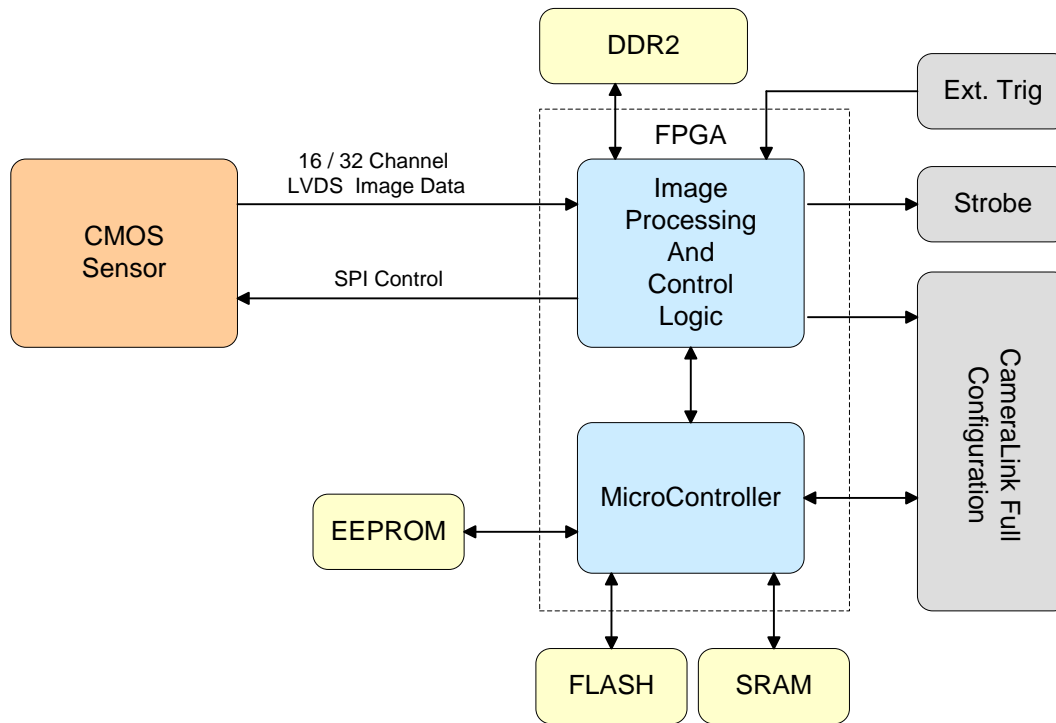 DDR2
Ext. Trig
FPGA
16 / 32 Channel
LVDS Image Data
Image
Processing
And
Control
Logic
Strobe
CMOS
Sensor
SPI Control
CameraLink Full
Configuration
MicroController
EEPROM
FLASH
SRAM